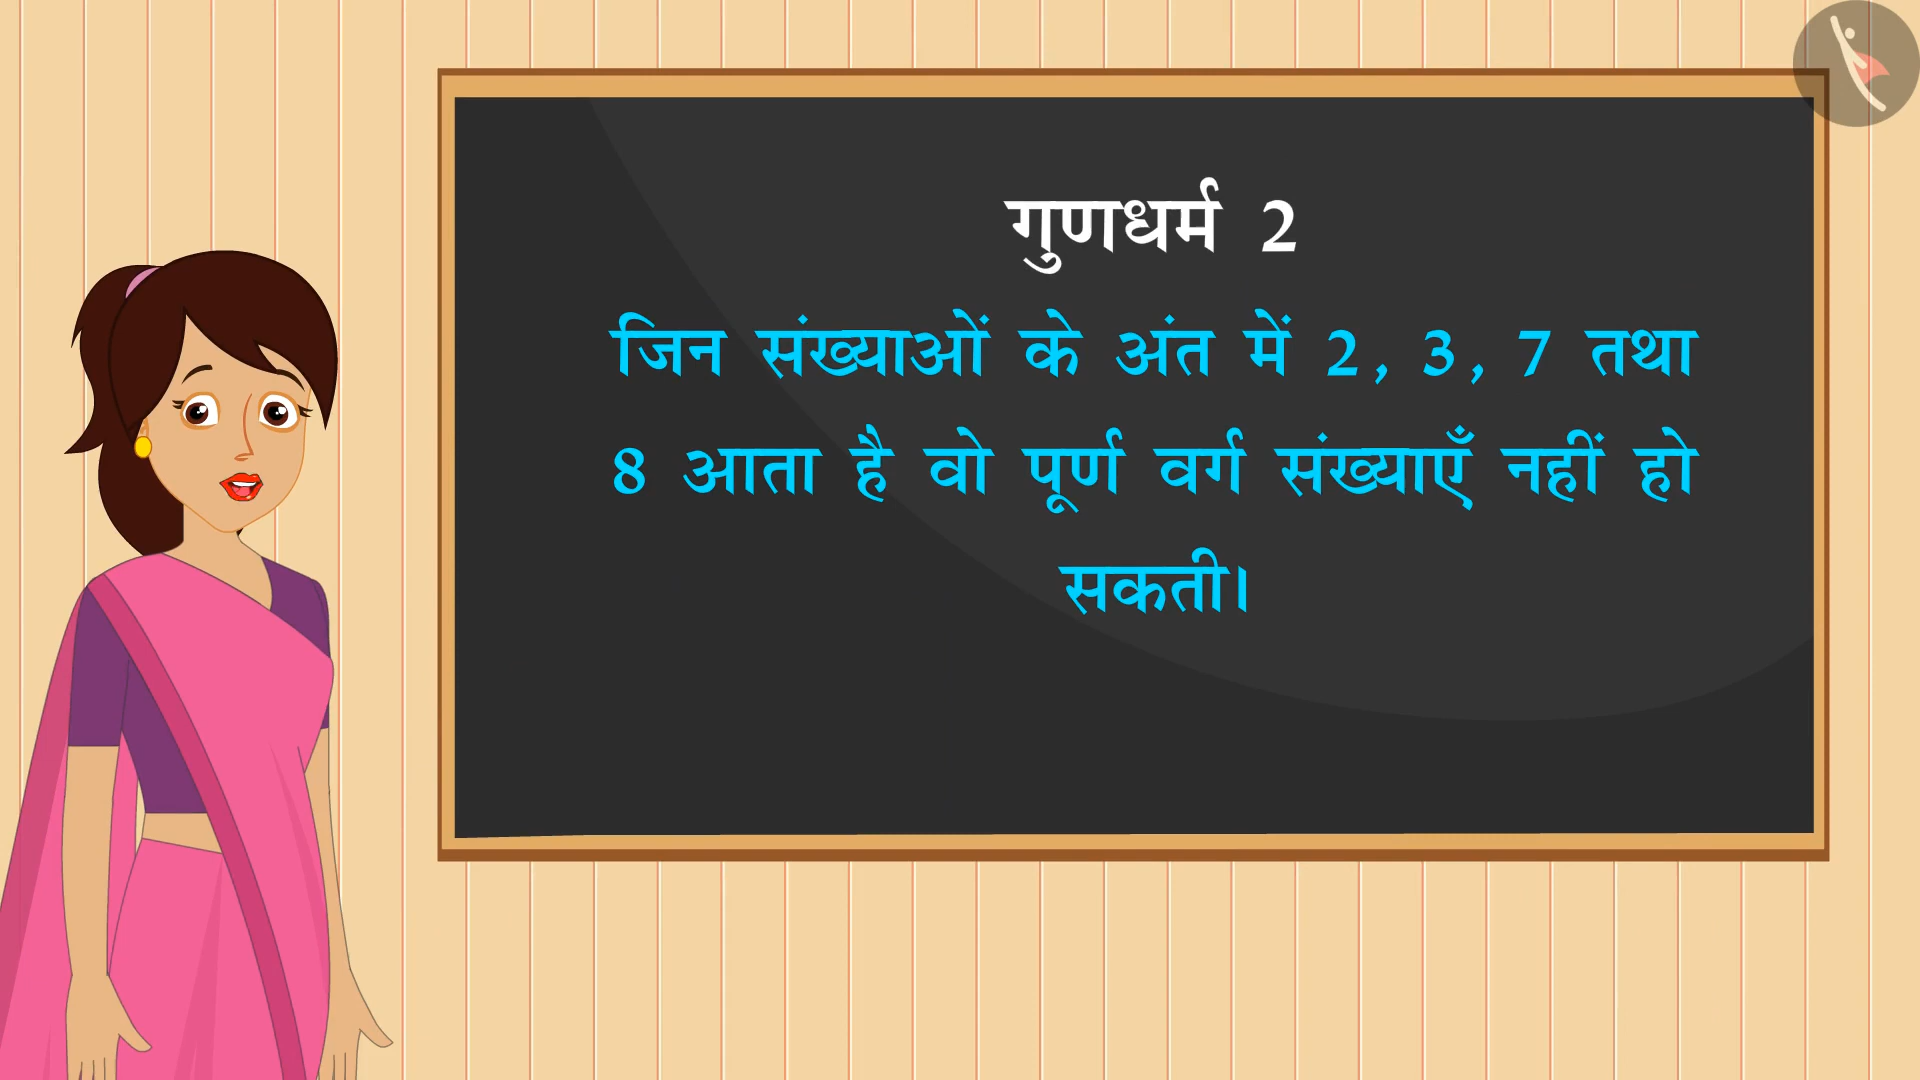 गुणधर्म 2
जिन संख्याओं के अंत में 2, 3, 7 तथा
8 आता है वो पूर्ण वर्ग संख्याएँ नहीं हो
सकती।